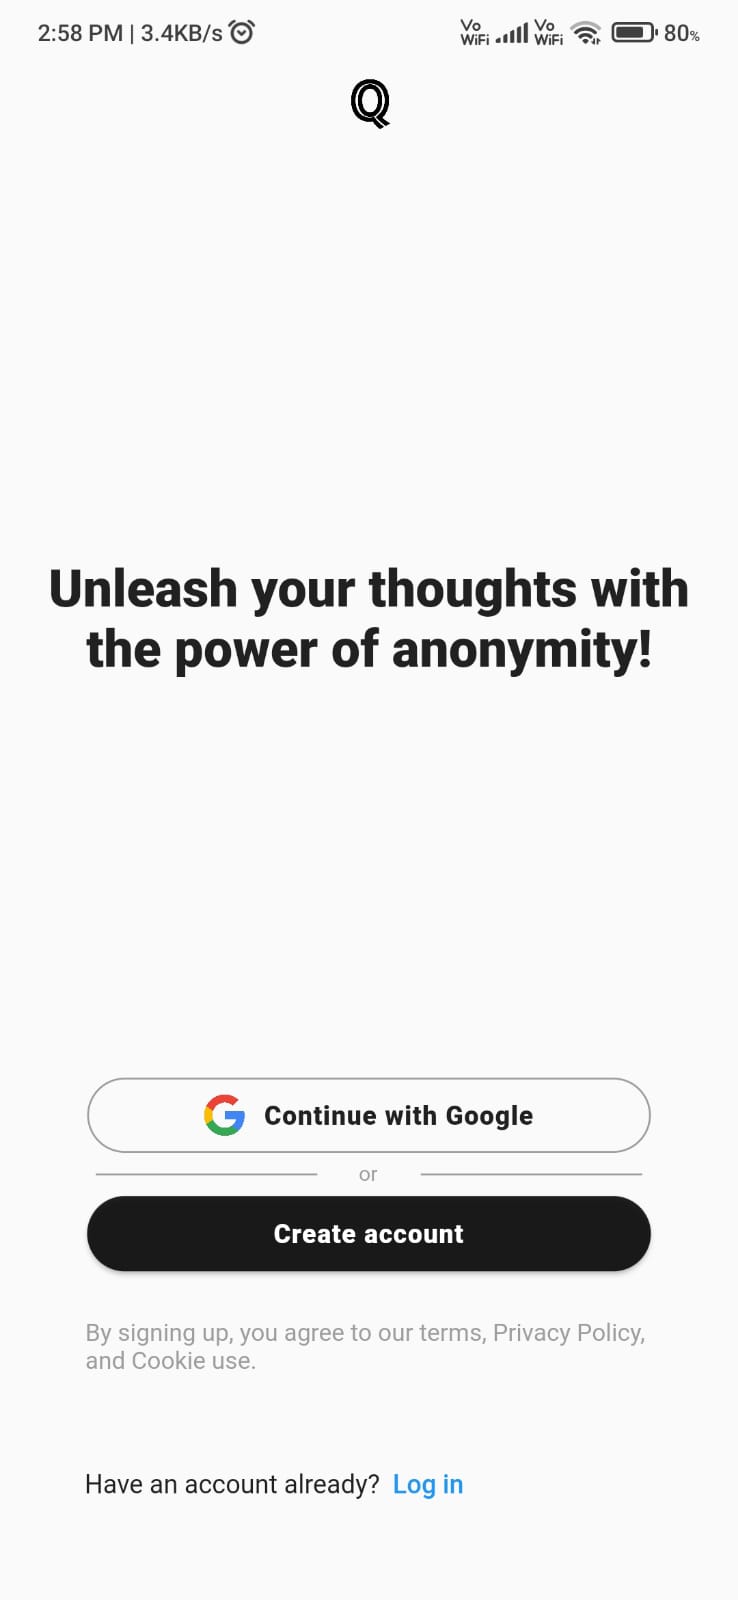 2:58 PM | 3.4KB/s Vo WiFi Vo WiFi 80%
Q
Unleash your thoughts with
the power of anonymity!
Continue with Google
or
Create account
By signing up, you agree to our terms, Privacy Policy,
and Cookie use.
Have an account already? Log in